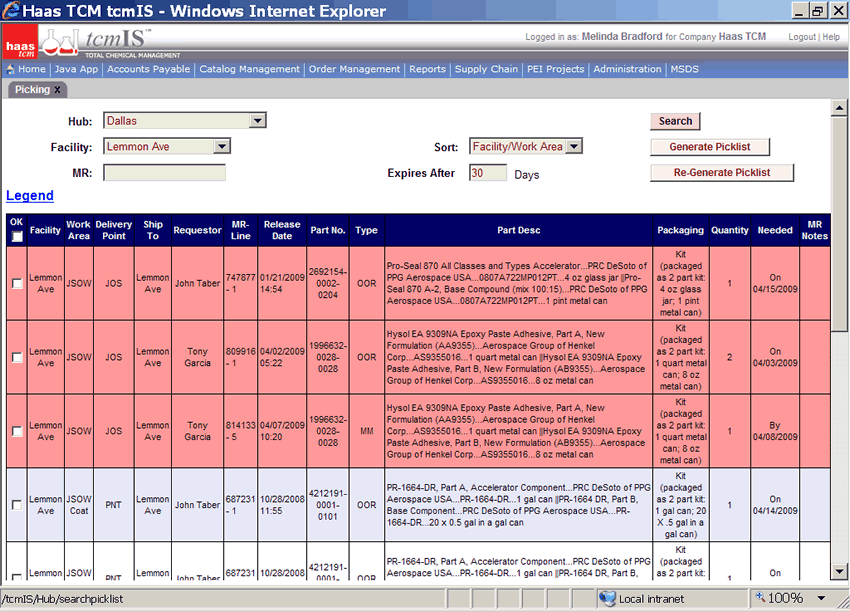 Haas TCM tcmIS - Windows Internet Explorer
haas tcm
tcmIS™
TOTAL CHEMICAL MANAGEMENT
Logged in as: Melinda Bradford for Company Haas TCM
Logout | Help
Home | Java App | Accounts Payable | Catalog Management | Order Management | Reports | Supply Chain | PEI Projects | Administration | MSDS
Picking x
Hub: Dallas
Search
Facility: Lemmon Ave
Sort: Facility/Work Area
Generate Picklist
MR:
Expires After 30 Days
Re-Generate Picklist
Legend
OK
Facility
Work
Area
Delivery
Point
Ship
To
Requestor
MR-
Line
Release
Date
Part No.
Type
Part Desc
Packaging
Quantity
Needed
MR
Notes
Lemmon
Ave
JSOW
JOS
Lemmon
Ave
John Taber
747877
- 1
01/21/2009
14:54
2692154-
0002-
0204
OOR
Pro-Seal 870 All Classes and Types Accelerator...PRC DeSoto of
PPG Aerospace USA...0807A722MP012PT...4 oz glass jar ||Pro-
Seal 870 A-2, Base Compound (mix 100:15)...PRC DeSoto of PPG
Aerospace USA...0807A722MP012PT...1 pint metal can
Kit
(packaged
as 2 part kit:
4 oz glass
jar; 1 pint
metal can)
1
On
04/15/2009
Lemmon
Ave
JSOW
JOS
Lemmon
Ave
Tony
Garcia
809916
- 1
04/02/2009
05:22
1996632-
0028-
0028
OOR
Hysol EA 9309NA Epoxy Paste Adhesive, Part A, New
Formulation (AA9355)...Aerospace Group of Henkel
Corp...AS9355016...1 quart metal can ||Hysol EA 9309NA Epoxy
Paste Adhesive, Part B, New Formulation (AB9355)...Aerospace
Group of Henkel Corp...AS9355016...8 oz metal can
Kit
(packaged
as 2 part kit:
1 quart metal
can; 8 oz
metal can)
2
On
04/03/2009
Lemmon
Ave
JSOW
JOS
Lemmon
Ave
Tony
Garcia
814133
- 5
04/07/2009
10:20
1996632-
0028-
0028
MM
Hysol EA 9309NA Epoxy Paste Adhesive, Part A, New
Formulation (AA9355)...Aerospace Group of Henkel
Corp...AS9355016...1 quart metal can ||Hysol EA 9309NA Epoxy
Paste Adhesive, Part B, New Formulation (AB9355)...Aerospace
Group of Henkel Corp...AS9355016...8 oz metal can
Kit
(packaged
as 2 part kit:
1 quart metal
can; 8 oz
metal can)
1
By
04/08/2009
Lemmon
Ave
JSOW
Coat
PNT
Lemmon
Ave
John Taber
687231
- 1
10/28/2008
11:55
4212191-
0001-
0101
OOR
PR-1664-DR, Part A, Accelerator Component...PRC DeSoto of PPG
Aerospace USA...PR-1664-DR...1 gal can ||PR-1664 DR, Part B,
Base Component...PRC DeSoto of PPG Aerospace USA...PR-
1664-DR...20 x 0.5 gal in a gal can
Kit
(packaged
as 2 part kit:
1 gal can; 20
X .5 gal in a
gal can)
1
On
04/14/2009
Lemmon
JSOW
PNT
Lemmon
John Taber
687231
10/28/2008
4212191-
0001-
OOR
PR-1664-DR, Part A, Accelerator Component...PRC DeSoto of PPG
Aerospace USA...PR-1664-DR...1 gal can ||PR-1664 DR, Part B,
Kit
(packaged
as 2 part kit:
1 gal can; 20
1
On
/tcmIS/Hub/searchpicklist
Local intranet
100%